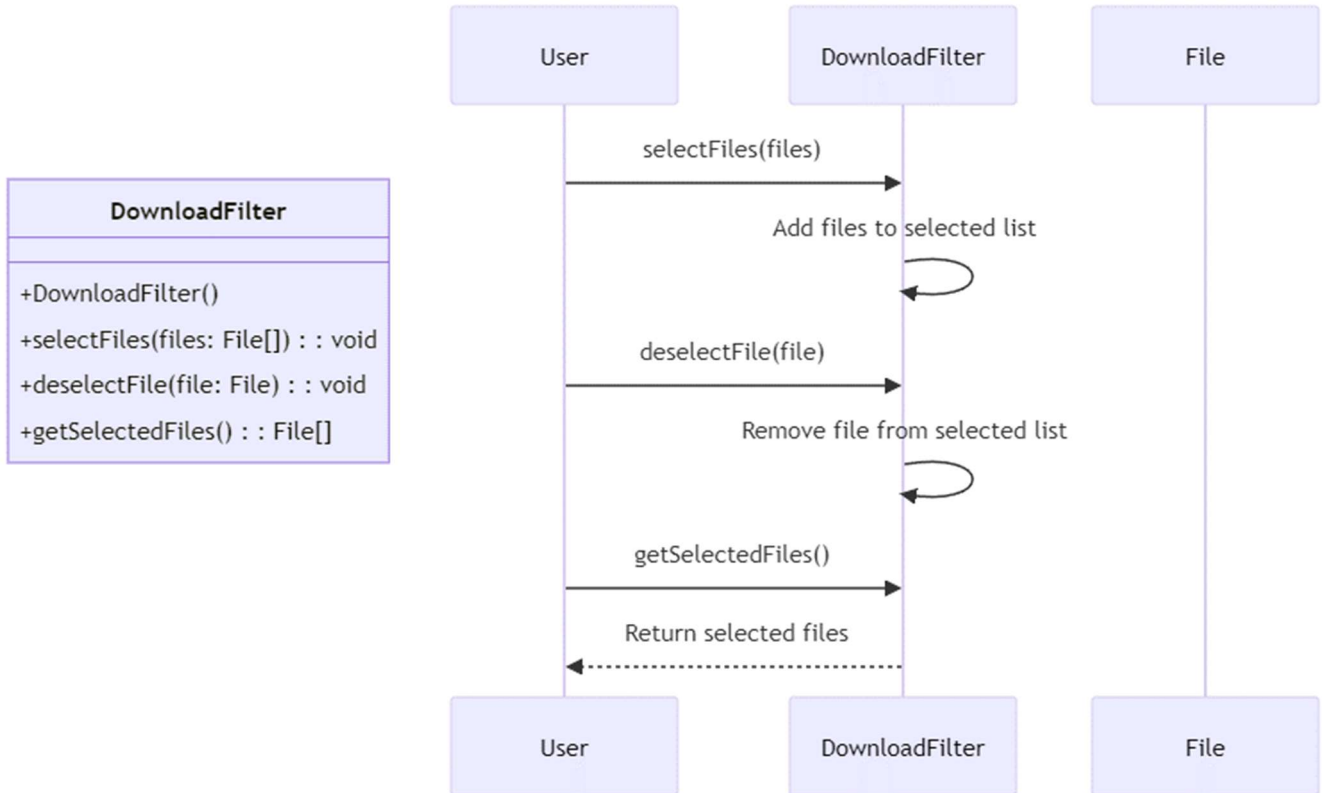 DownloadFilter
+DownloadFilter()
+selectFiles(files: File[]) : : void
+deselectFile(file: File) : : void
+getSelectedFiles() : : File[]
User
DownloadFilter
File
selectFiles(files)
Add files to selected list
deselectFile(file)
Remove file from selected list
getSelectedFiles()
Return selected files
User
DownloadFilter
File